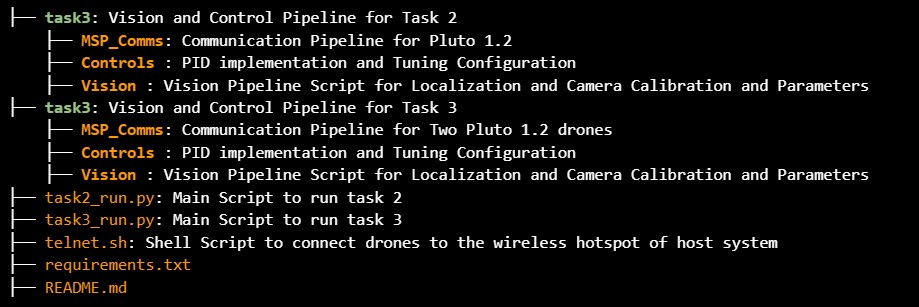 ├── task3: Vision and Control Pipeline for Task 2
    ├── MSP_Comms: Communication Pipeline for Pluto 1.2
    ├── Controls : PID implementation and Tuning Configuration
    ├── Vision : Vision Pipeline Script for Localization and Camera Calibration and Parameters
├── task3: Vision and Control Pipeline for Task 3
    ├── MSP_Comms: Communication Pipeline for Two Pluto 1.2 drones
    ├── Controls : PID implementation and Tuning Configuration
    ├── Vision : Vision Pipeline Script for Localization and Camera Calibration and Parameters
├── task2_run.py: Main Script to run task 2
├── task3_run.py: Main Script to run task 3
├── telnet.sh: Shell Script to connect drones to the wireless hotspot of host system
├── requirements.txt
├── README.md